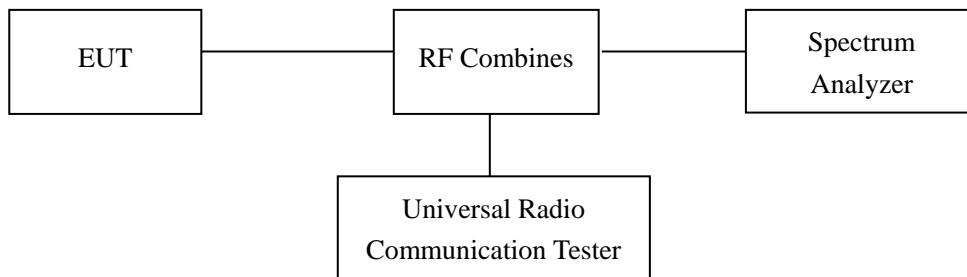 EUT
RF Combines
Spectrum
Analyzer
Universal Radio
Communication Tester